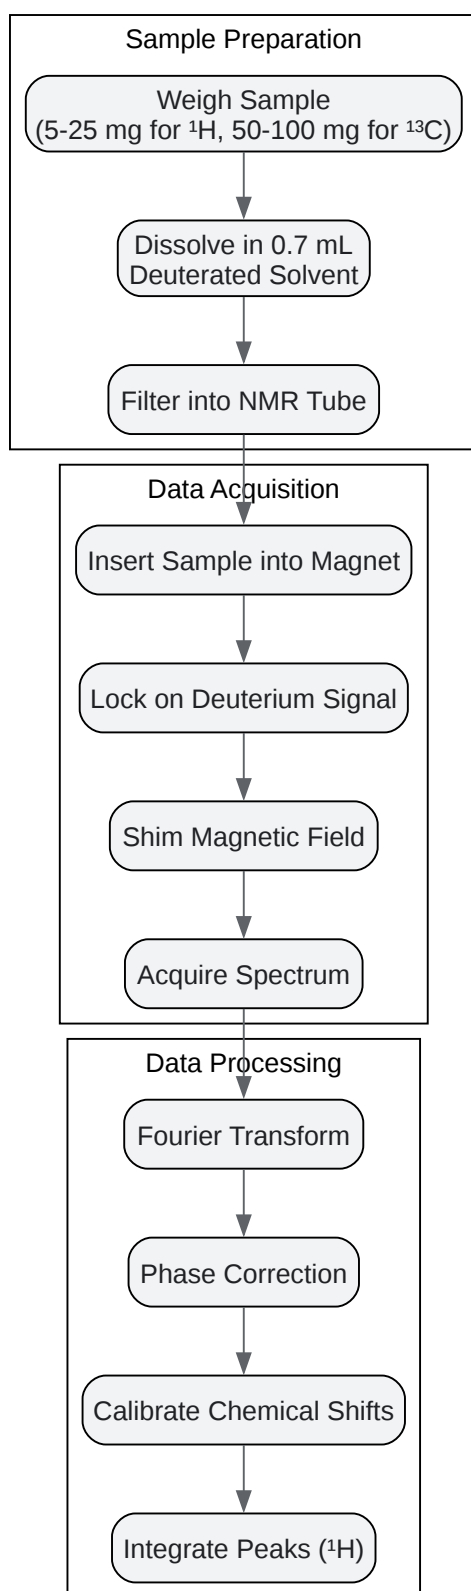 Sample Preparation
Weigh Sample
(5-25 mg for ¹H, 50-100 mg for ¹³C)
Dissolve in 0.7 mL
Deuterated Solvent
Filter into NMR Tube
Data Acquisition
Insert Sample into Magnet
Lock on Deuterium Signal
Shim Magnetic Field
Acquire Spectrum
Data Processing
Fourier Transform
Phase Correction
Calibrate Chemical Shifts
Integrate Peaks (¹H)